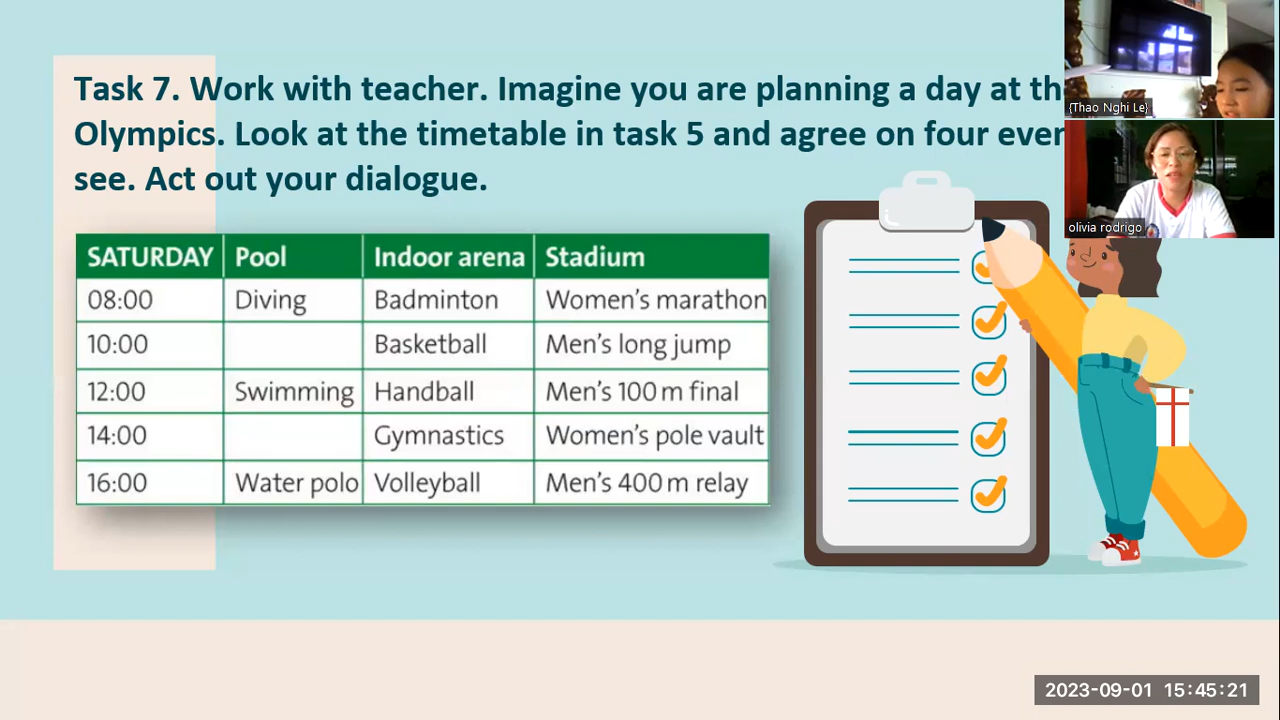 Task 7. Work with teacher. Imagine you are planning a day at th
Olympics. Look at the timetable in task 5 and agree on four even
see. Act out your dialogue.
SATURDAY Pool Indoor arena Stadium
08:00 Diving Badminton Women's marathon
10:00 Basketball Men's long jump
12:00 Swimming Handball Men's 100 m final
14:00 Gymnastics Women's pole vault
16:00 Water polo Volleyball Men's 400 m relay
{Thao Nghi Le}
olivia rodrigo
2023-09-01 15:45:21